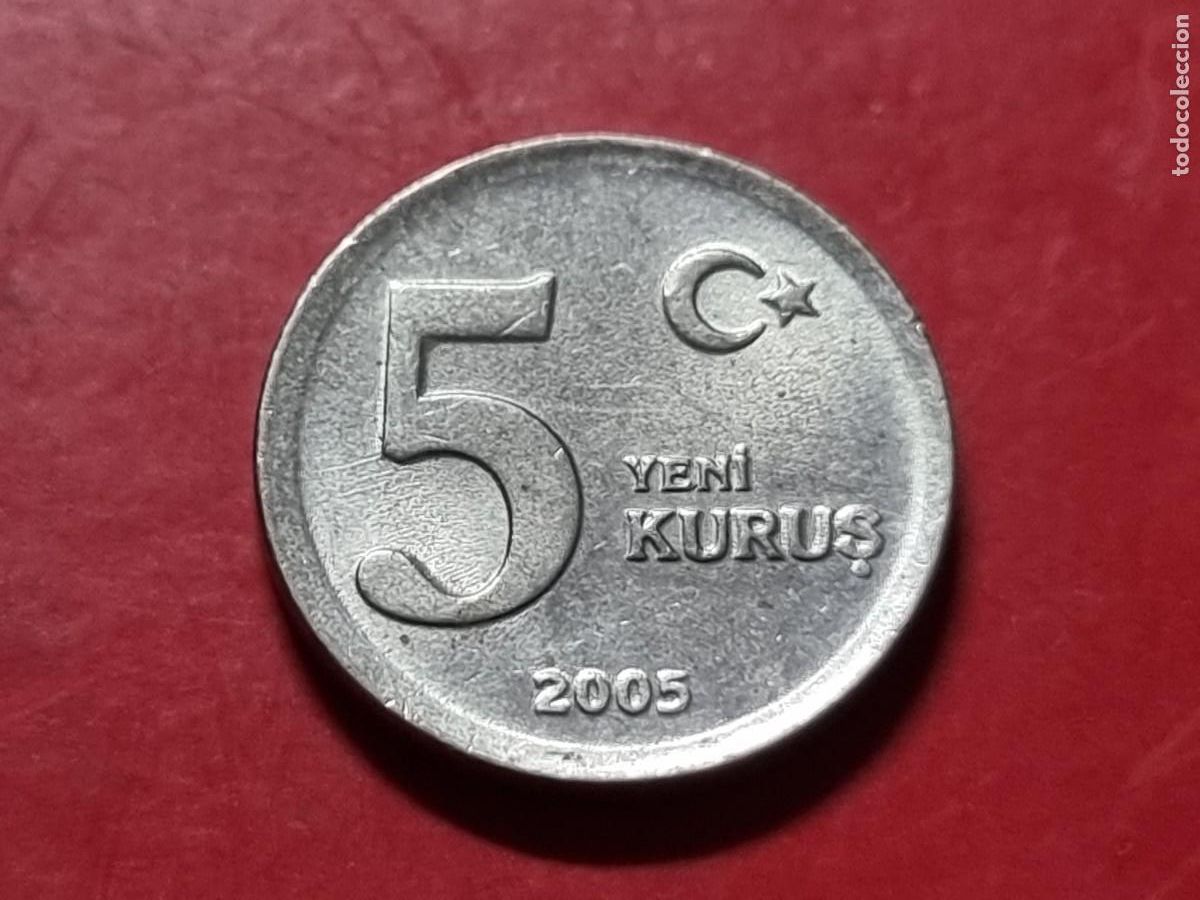 5
YENİ
KURUŞ
2005
todocoleccion